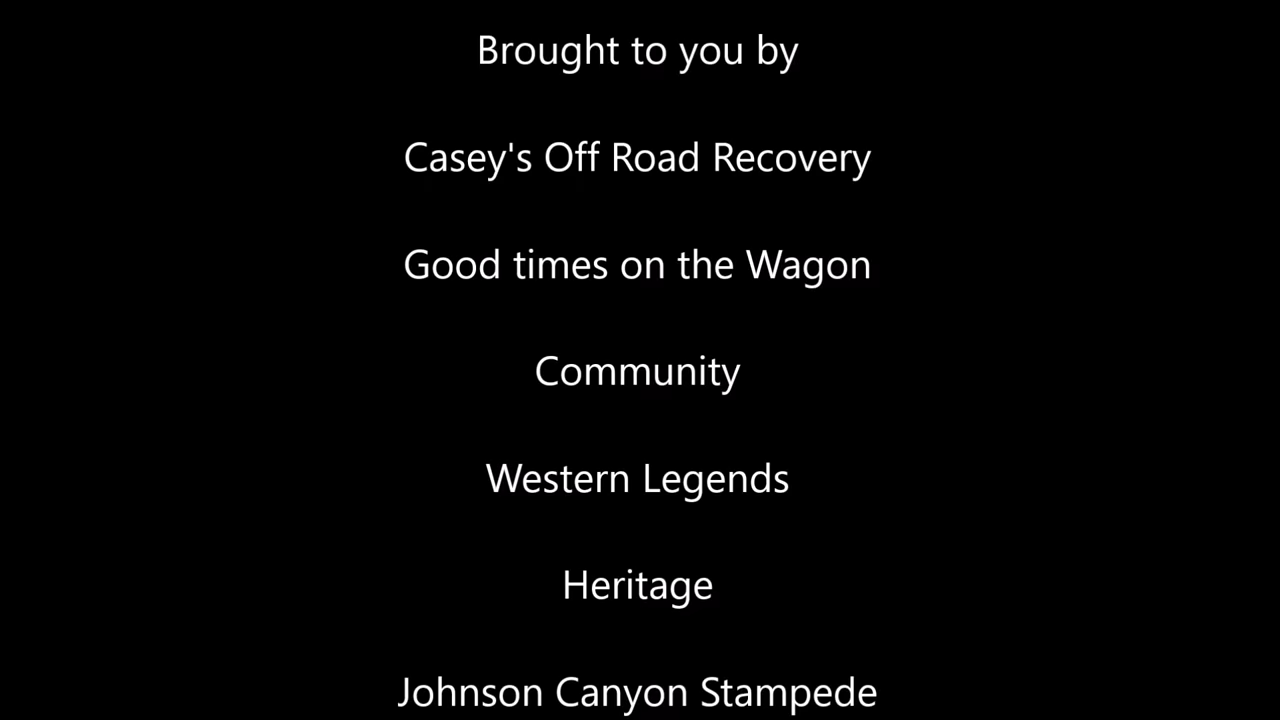 Brought to you by
Casey's Off Road Recovery
Good times on the Wagon
Community
Western Legends
Heritage
Johnson Canyon Stampede